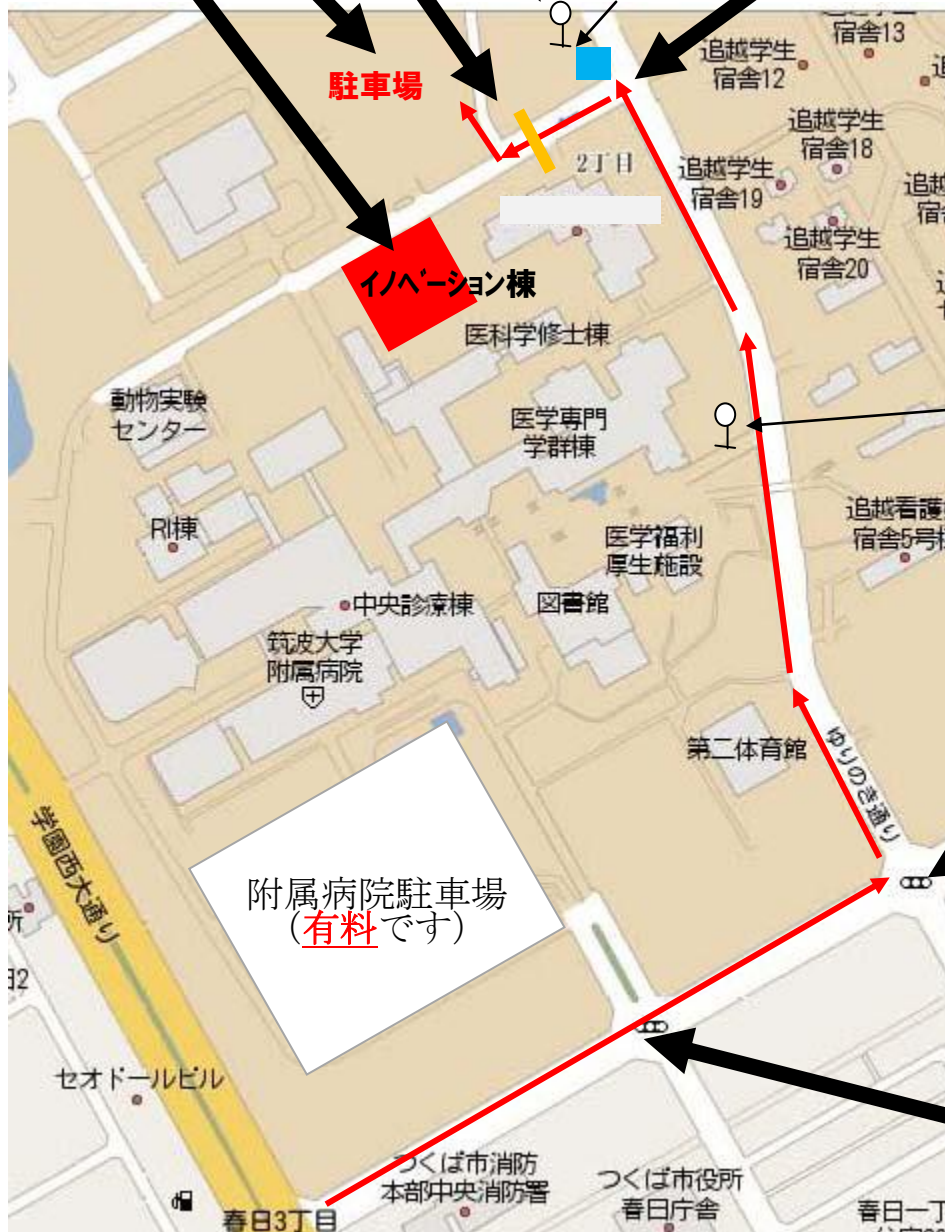 宿舎13
追越学生
宿舎12
駐車場
追越学生
宿舎18
2丁目
追越学生
宿舎19
追越学生
宿舎20
イノベーション棟
医科学修士棟
動物実験
センター
医学専門
学群棟
RI棟
追越看護
宿舎5号
医学福利
厚生施設
中央診療棟
図書館
筑波大学
附属病院
第二体育館
ゆりのき通り
学園西大通り
附属病院駐車場
(有料です)
所
セオドールビル
つくば市消防
本部中央消防署
つくば市役所
春日庁舎
春日3丁目
春日一丁